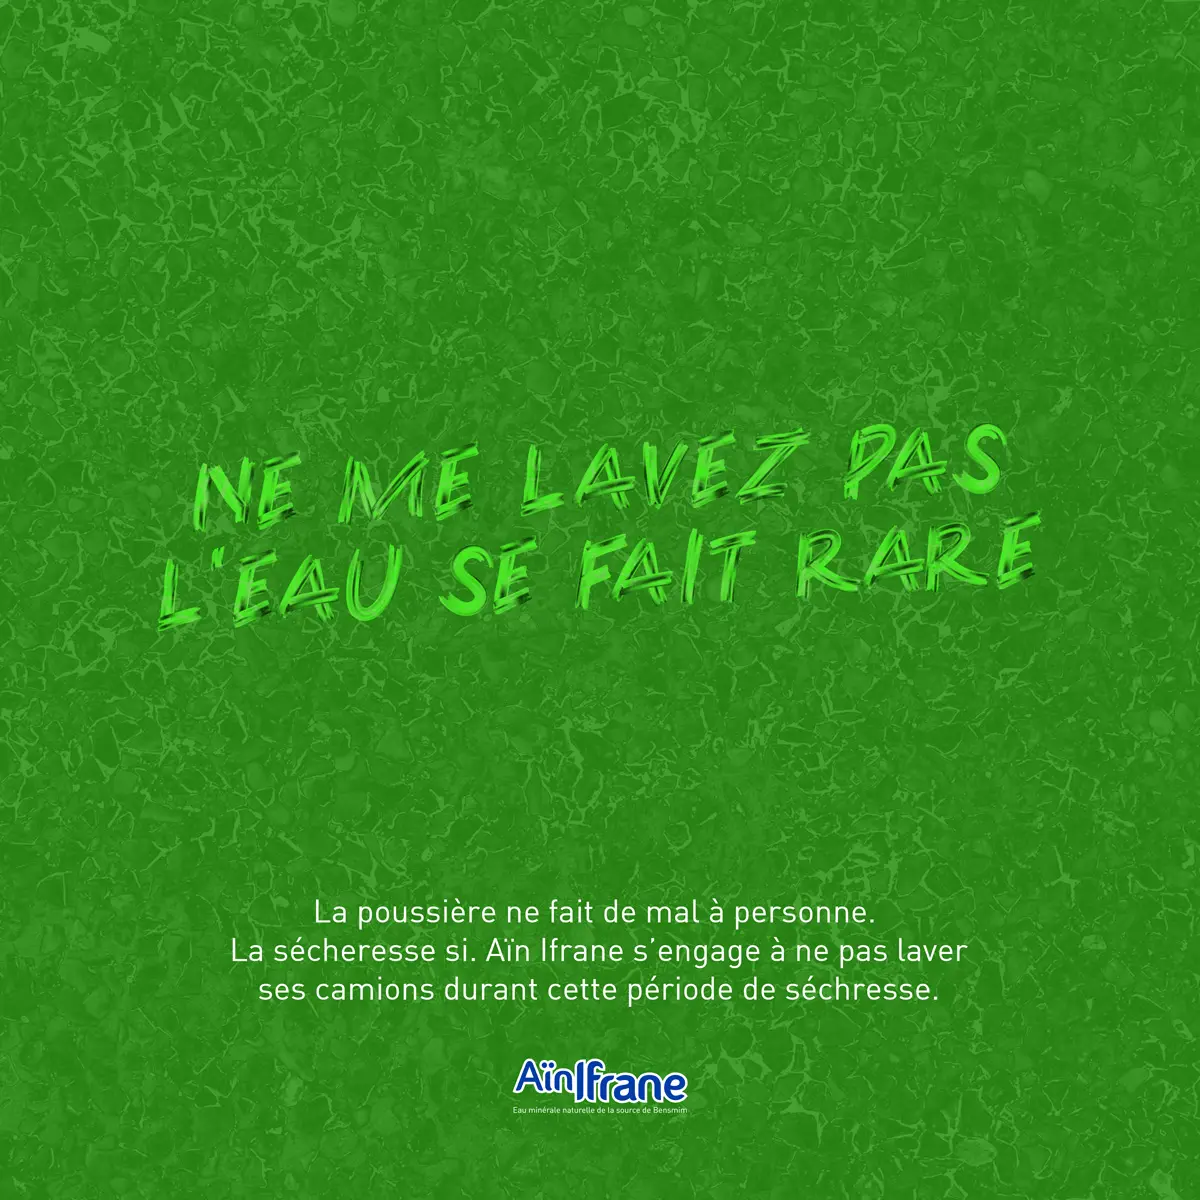 NE ME LAVEZ PAS
L'EAU SE FAIT RARE
La poussière ne fait de mal à personne.
La sécheresse si. Aïn Ifrane s’engage à ne pas laver
ses camions durant cette période de séchresse.
Aïn Ifrane
Eau minérale naturelle de la source de Bensmim